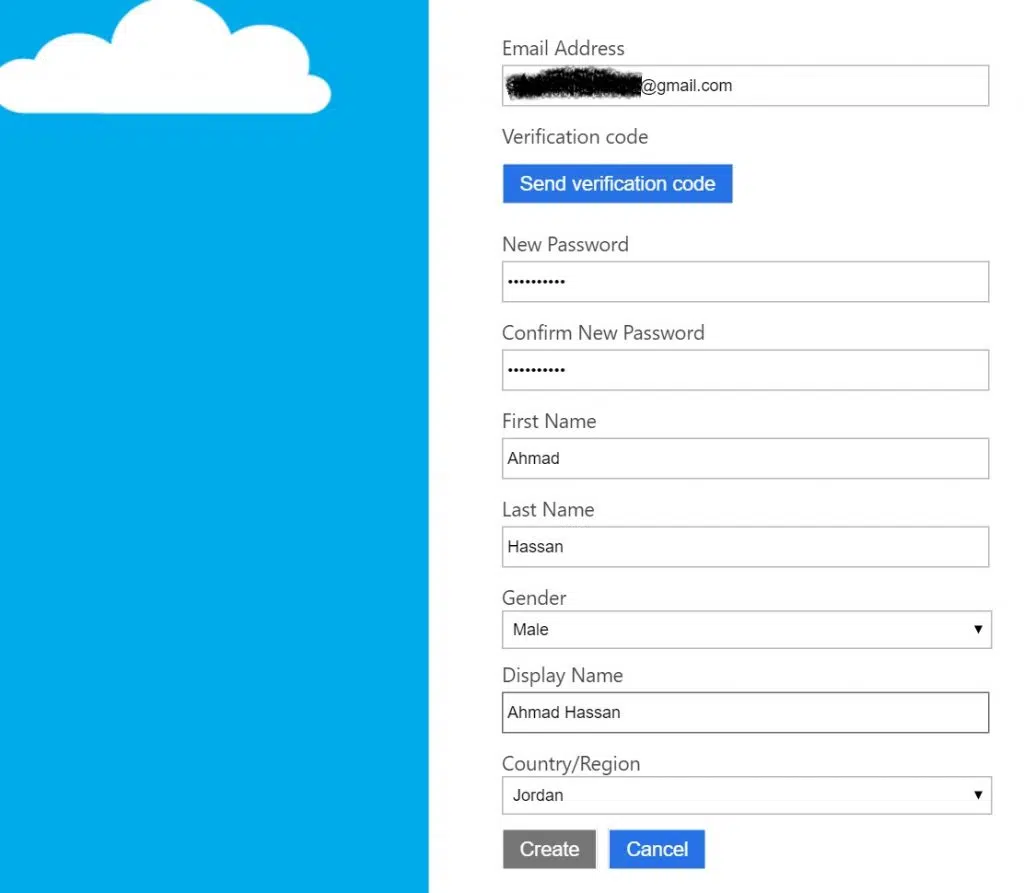 Email Address
@gmail.com
Verification code
Send verification code
New Password
••••••••••
Confirm New Password
••••••••••
First Name
Ahmad
Last Name
Hassan
Gender
Male
Display Name
Ahmad Hassan
Country/Region
Jordan
Create Cancel